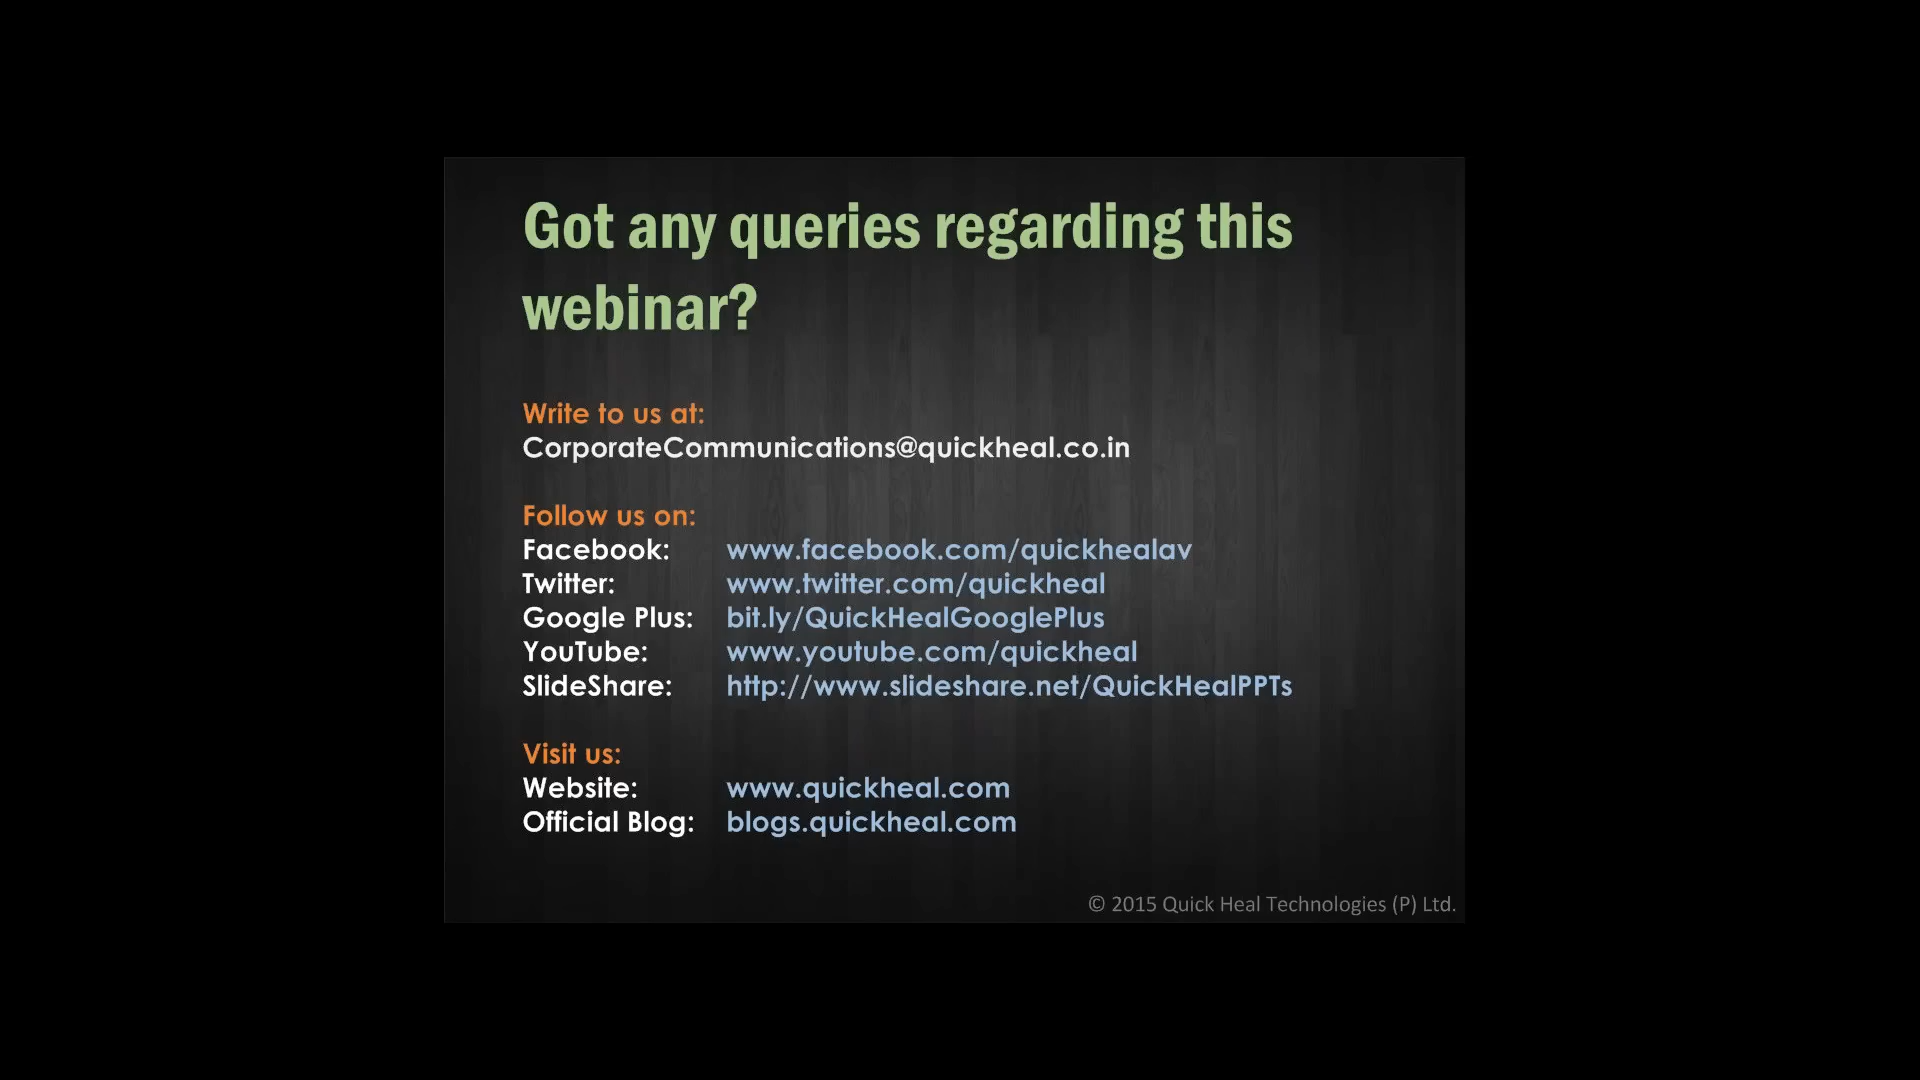 Got any queries regarding this
webinar?
Write to us at:
CorporateCommunications@quickheal.co.in
Follow us on:
Facebook: www.facebook.com/quickhealav
Twitter: www.twitter.com/quickheal
Google Plus: bit.ly/QuickHealGooglePlus
YouTube: www.youtube.com/quickheal
SlideShare: http://www.slideshare.net/QuickHealPPTs
Visit us:
Website: www.quickheal.com
Official Blog: blogs.quickheal.com
© 2015 Quick Heal Technologies (P) Ltd.